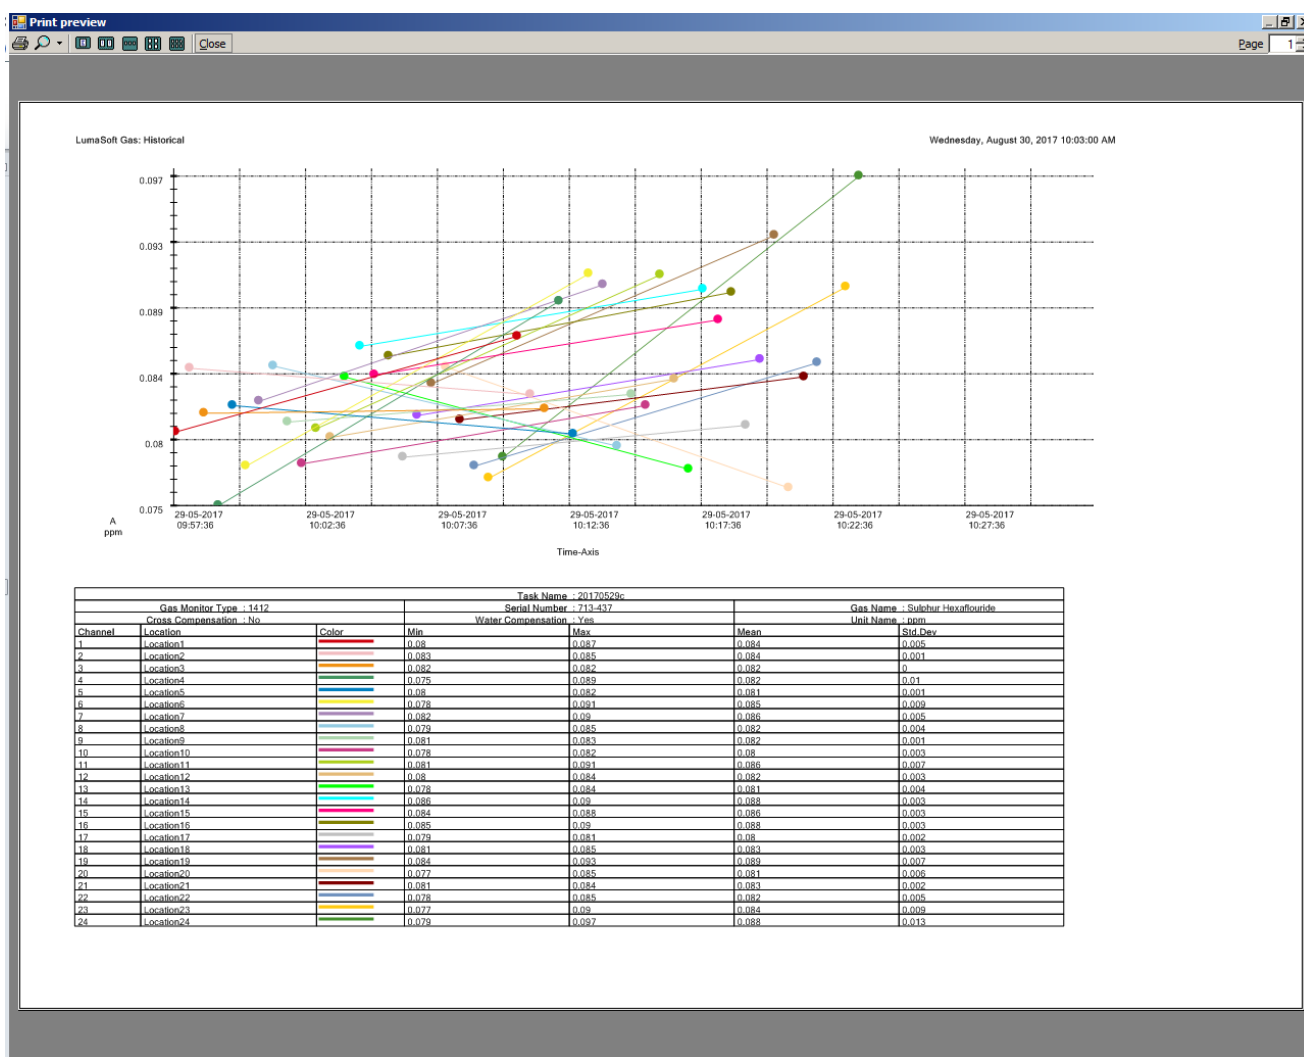 Print preview
Close
Page 1
LumaSoft Gas: Historical Wednesday, August 30, 2017 10:03:00 AM
0.097
0.093
0.089
0.084
0.08
0.075
A
ppm
29-05-2017 29-05-2017 29-05-2017 29-05-2017 29-05-2017 29-05-2017 29-05-2017
09:57:36 10:02:36 10:07:36 10:12:36 10:17:36 10:22:36 10:27:36
Time-Axis
Task Name : 20170529c
Gas Monitor Type : 1412 Serial Number : 713-437 Gas Name : Sulphur Hexaflouride
Cross Compensation : No Water Compensation : Yes Unit Name : ppm
Channel Location Color Min Max Mean Std.Dev
1 Location1 0.08 0.087 0.084 0.005
2 Location2 0.083 0.085 0.084 0.001
3 Location3 0.082 0.082 0.082 0
4 Location4 0.075 0.089 0.082 0.01
5 Location5 0.08 0.082 0.081 0.001
6 Location6 0.078 0.091 0.085 0.009
7 Location7 0.082 0.09 0.086 0.005
8 Location8 0.079 0.085 0.082 0.004
9 Location9 0.081 0.083 0.082 0.001
10 Location10 0.078 0.082 0.08 0.003
11 Location11 0.081 0.091 0.086 0.007
12 Location12 0.08 0.084 0.082 0.003
13 Location13 0.078 0.084 0.081 0.004
14 Location14 0.086 0.09 0.088 0.003
15 Location15 0.084 0.088 0.086 0.003
16 Location16 0.085 0.09 0.088 0.003
17 Location17 0.079 0.081 0.08 0.002
18 Location18 0.081 0.085 0.083 0.003
19 Location19 0.084 0.093 0.089 0.007
20 Location20 0.077 0.085 0.081 0.006
21 Location21 0.081 0.084 0.083 0.002
22 Location22 0.078 0.085 0.082 0.005
23 Location23 0.077 0.09 0.084 0.009
24 Location24 0.079 0.097 0.088 0.013